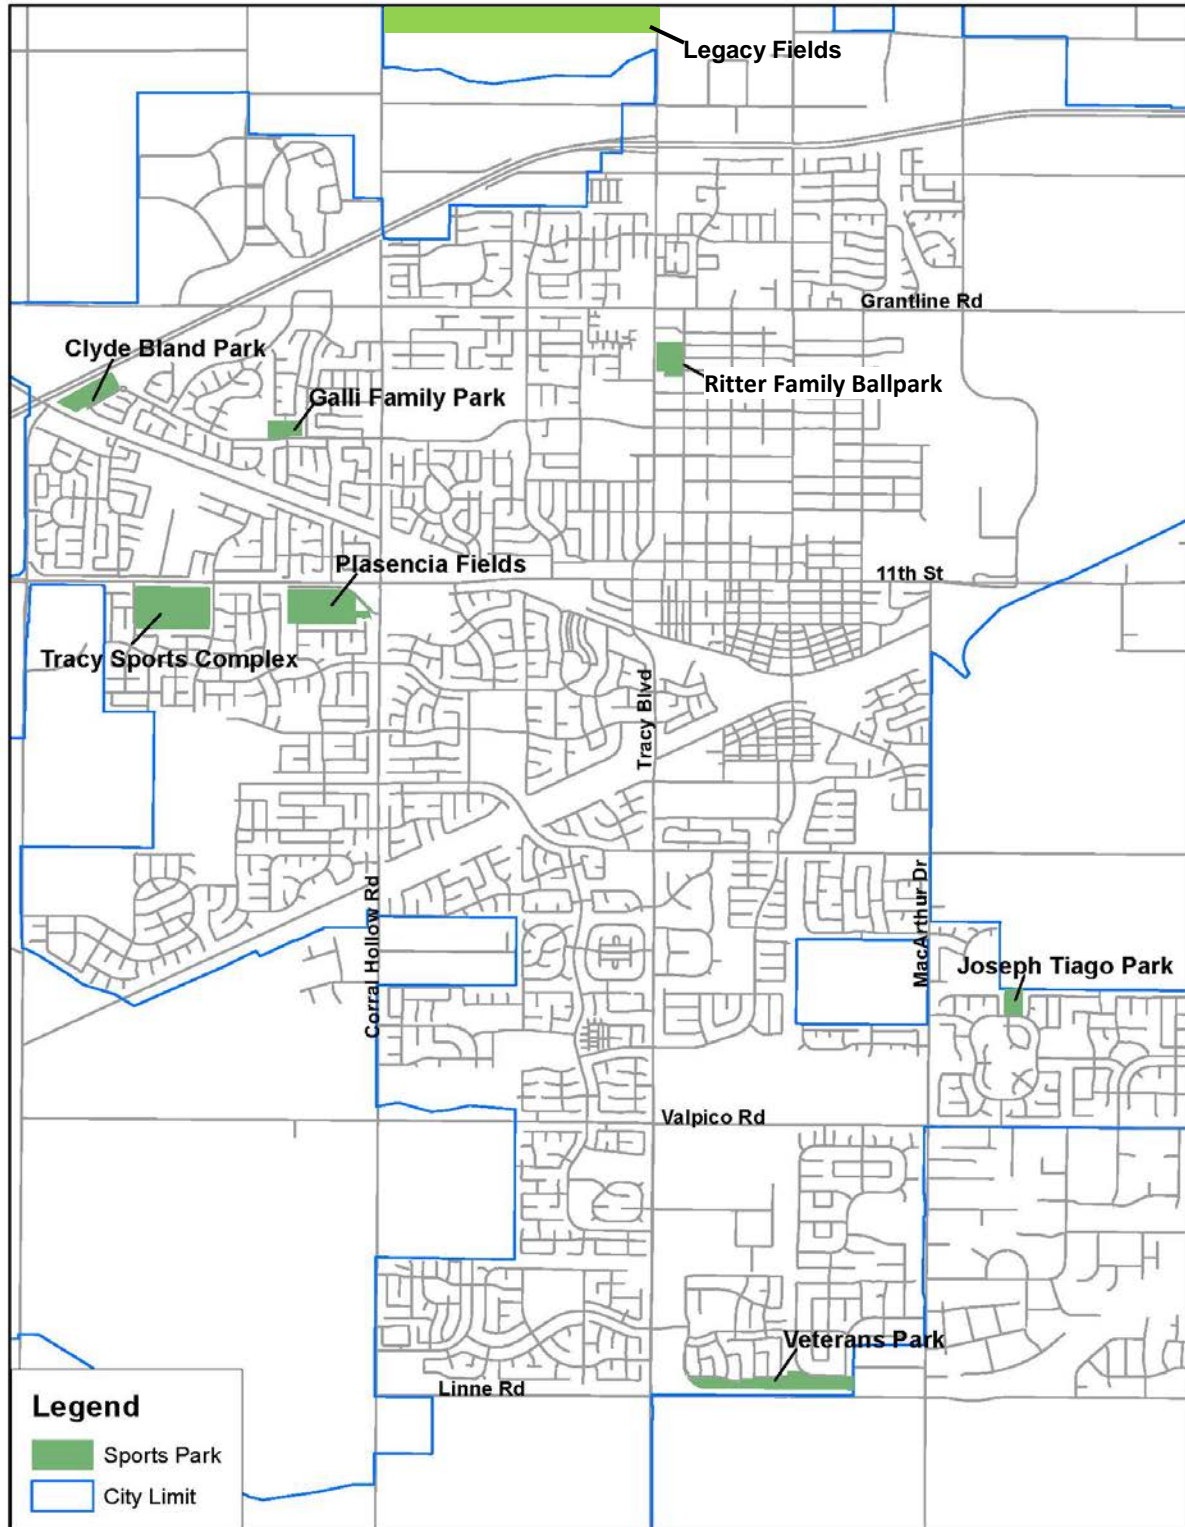 Legacy Fields
Grantline Rd
Clyde Bland Park
Ritter Family Ballpark
Galli Family Park
Plasencia Fields
11th St
Tracy Sports Complex
Tracy Blvd
MacArthur Dr
Corral Hollow Rd
Joseph Tiago Park
Valpico Rd
Veterans Park
Linne Rd
Legend
Sports Park
City Limit